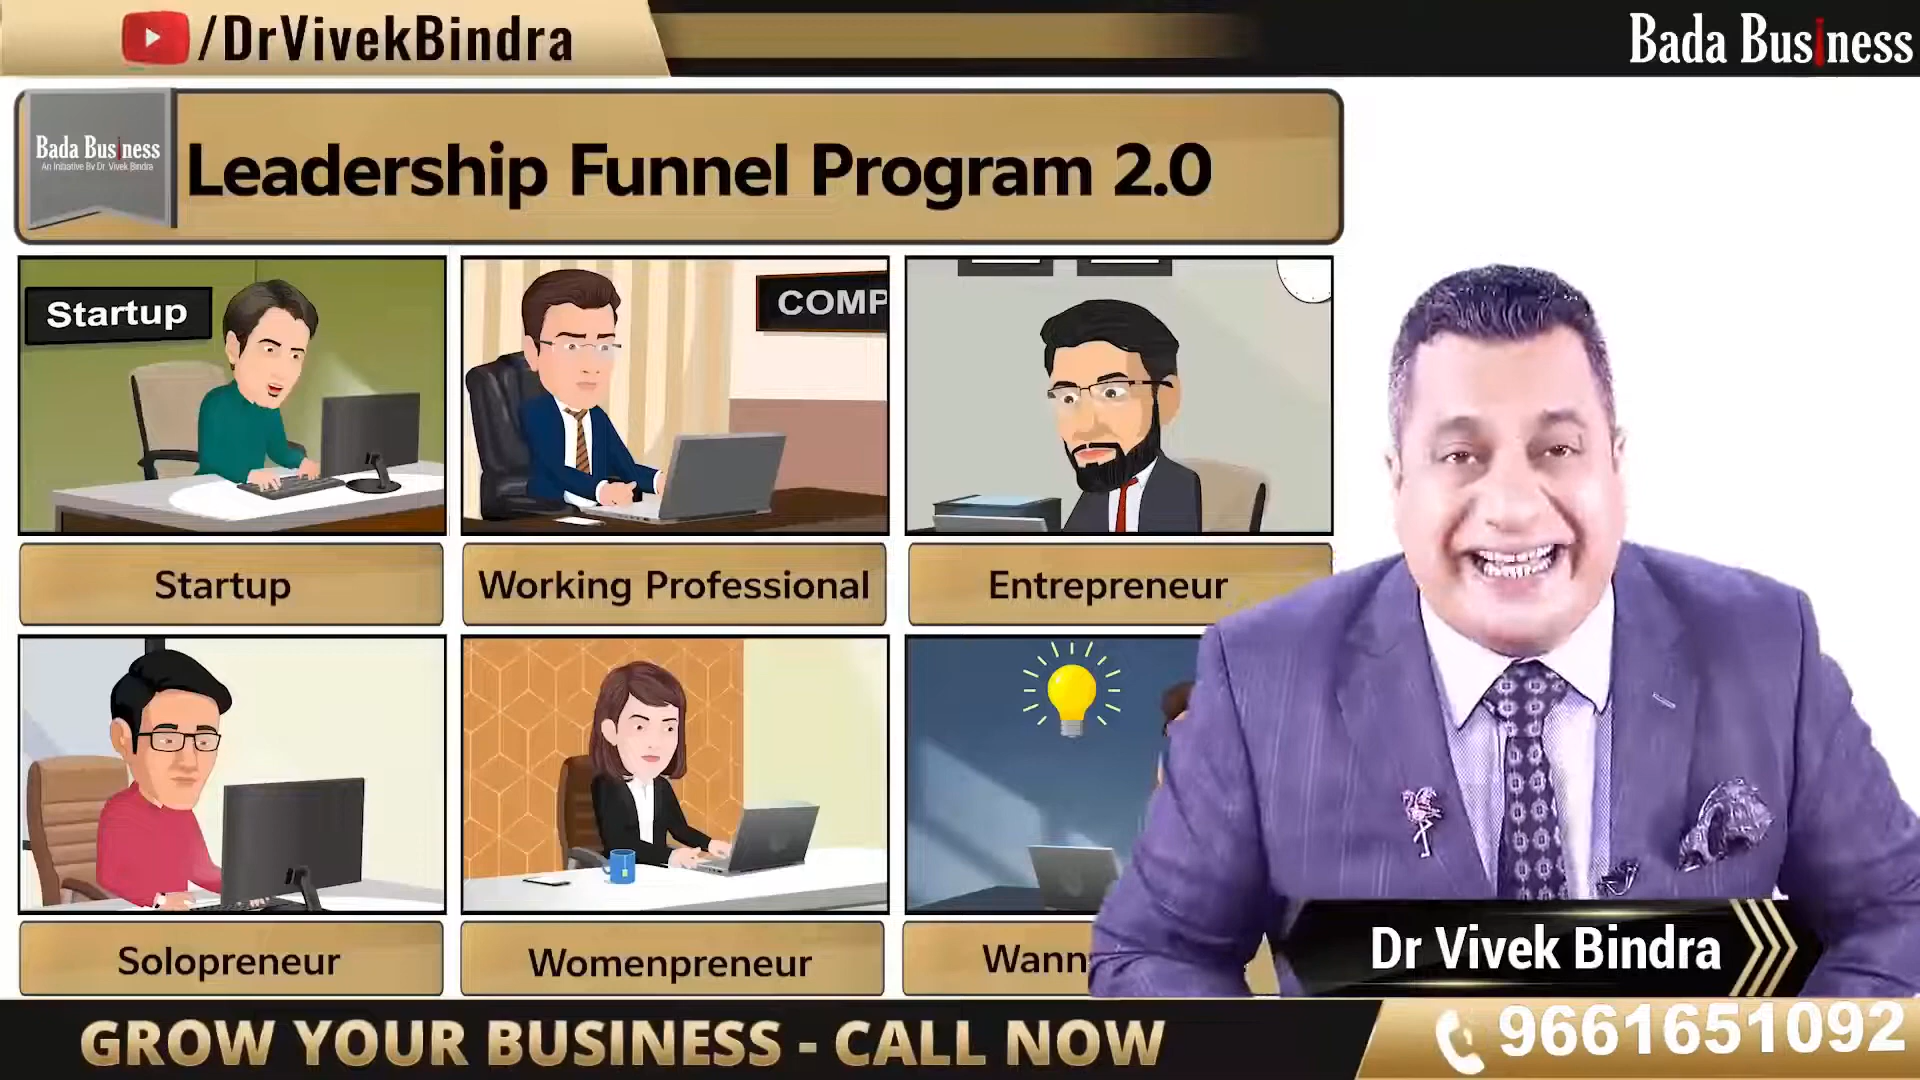 /DrVivekBindra
Bada Business
Bada Business
An Initiative By Dr. Vivek Bindra
Leadership Funnel Program 2.0
Startup
COMP
Startup
Working Professional
Entrepreneur
Solopreneur
Womenpreneur
Wann
Dr Vivek Bindra
GROW YOUR BUSINESS - CALL NOW
9661651092